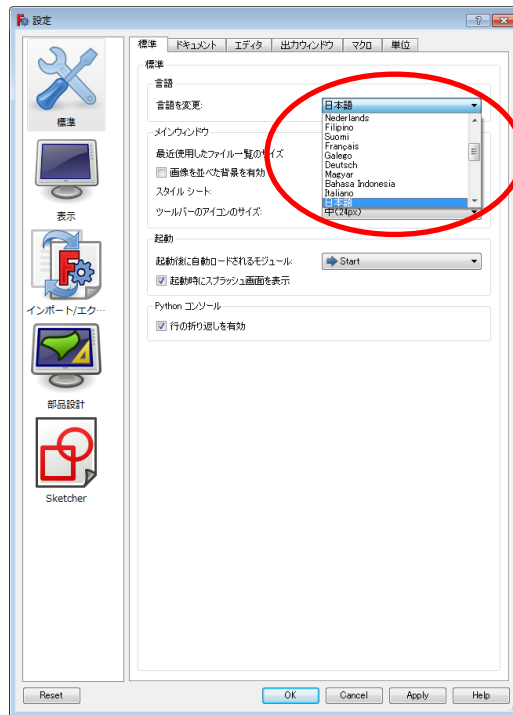 設定
標準
ドキュメント
エディタ
出力ウィンドウ
マクロ
単位
標準
言語
言語を変更:
日本語
Nederlands
Filipino
Suomi
Français
Galego
Deutsch
Magyar
Bahasa Indonesia
Italiano
日本語
メインウィンドウ
最近使用したファイル一覧のサイズ
画像を並べた背景を有効
スタイル シート:
ツールバーのアイコンのサイズ:
中(24px)
起動
起動後に自動ロードされるモジュール:
Start
起動時にスプラッシュ画面を表示
Python コンソール
行の折り返しを有効
標準
表示
インポート/エク…
部品設計
Sketcher
Reset
OK
Cancel
Apply
Help